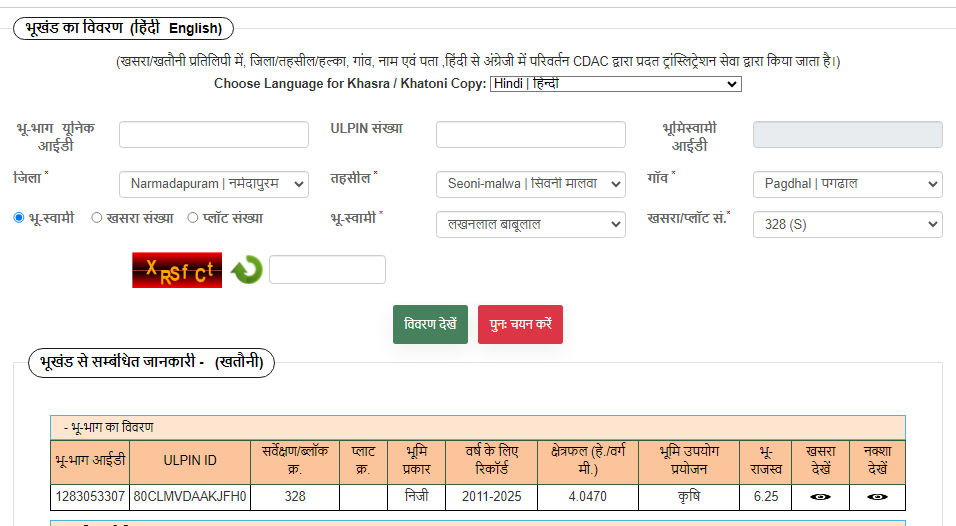 भूखंड का विवरण (हिंदी English)
(खसरा/खतौनी प्रतिलिपी में, जिला/तहसील/हल्का, गांव, नाम एवं पता ,हिंदी से अंग्रेजी में परिवर्तन CDAC द्वारा प्रदत ट्रांस्लिट्रेशन सेवा द्वारा किया जाता है।)
Choose Language for Khasra / Khatoni Copy: Hindi | हिन्दी
भू-भाग यूनिक आईडी ULPIN संख्या भूमिस्वामी आईडी
जिला * Narmadapuram | नर्मदापुरम तहसील * Seoni-malwa | सिवनी मालवा गाँव * Pagdhal | पगढाल
भू-स्वामी खसरा संख्या प्लॉट संख्या भू-स्वामी * लखनलाल बाबूलाल खसरा/प्लॉट सं.* 328 (S)
XRSfCt
विवरण देखें पुनः चयन करें
भूखंड से सम्बंधित जानकारी - (खतौनी)
- भू-भाग का विवरण
भू-भाग आईडी ULPIN ID सर्वेक्षण/ब्लॉक क्र. प्लाट क्र. भूमि प्रकार वर्ष के लिए रिकॉर्ड क्षेत्रफल (हे./वर्ग मी.) भूमि उपयोग प्रयोजन भू-राजस्व खसरा देखें नक्शा देखें
1283053307 80CLMVDAAKJFH0 328 निजी 2011-2025 4.0470 कृषि 6.25